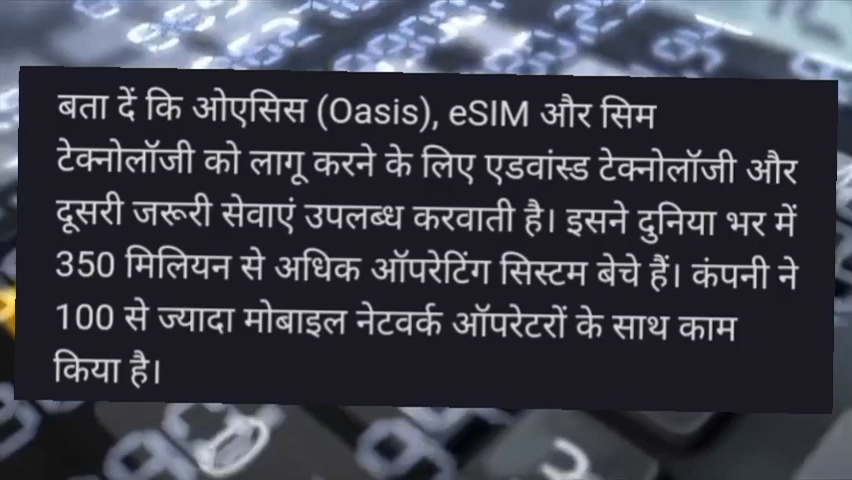 बता दें कि ओएसिस (Oasis), eSIM और सिम
टेक्नोलॉजी को लागू करने के लिए एडवांस्ड टेक्नोलॉजी और
दूसरी जरूरी सेवाएं उपलब्ध करवाती है। इसने दुनिया भर में
350 मिलियन से अधिक ऑपरेटिंग सिस्टम बेचे हैं। कंपनी ने
100 से ज्यादा मोबाइल नेटवर्क ऑपरेटरों के साथ काम
किया है।